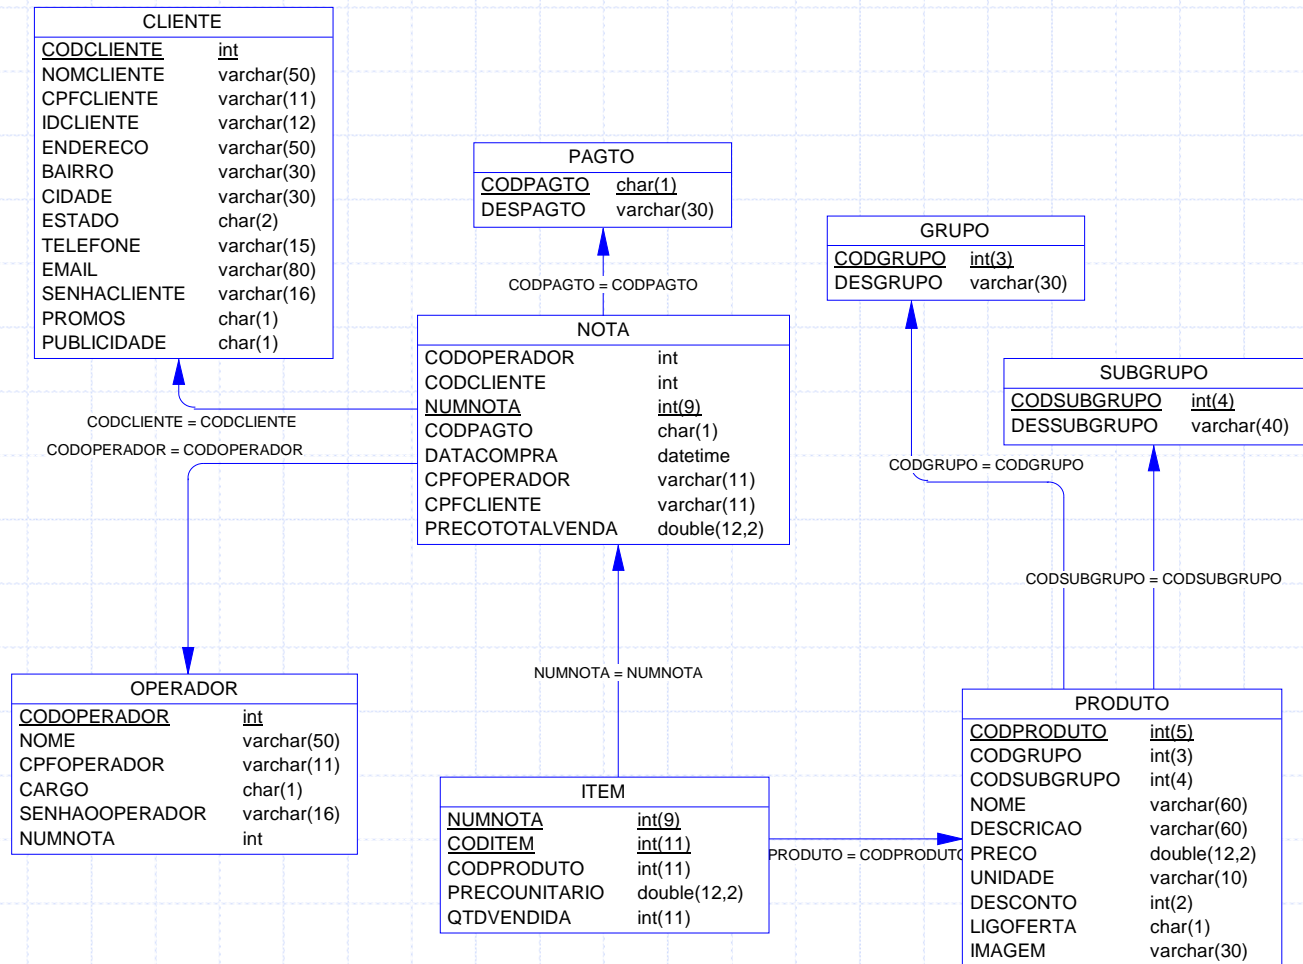 CLIENTE
CODCLIENTE int
NOMCLIENTE varchar(50)
CPFCLIENTE varchar(11)
IDCLIENTE varchar(12)
ENDERECO varchar(50)
BAIRRO varchar(30)
CIDADE varchar(30)
ESTADO char(2)
TELEFONE varchar(15)
EMAIL varchar(80)
SENHACLIENTE varchar(16)
PROMOS char(1)
PUBLICIDADE char(1)
PAGTO
CODPAGTO char(1)
DESPAGTO varchar(30)
CODPAGTO = CODPAGTO
GRUPO
CODGRUPO int(3)
DESGRUPO varchar(30)
NOTA
CODOPERADOR int
CODCLIENTE int
NUMNOTA int(9)
CODPAGTO char(1)
DATACOMPRA datetime
CPFOPERADOR varchar(11)
CPFCLIENTE varchar(11)
PRECOTOTALVENDA double(12,2)
SUBGRUPO
CODSUBGRUPO int(4)
DESSUBGRUPO varchar(40)
CODCLIENTE = CODCLIENTE
CODOPERADOR = CODOPERADOR
CODGRUPO = CODGRUPO
CODSUBGRUPO = CODSUBGRUPO
NUMNOTA = NUMNOTA
OPERADOR
CODOPERADOR int
NOME varchar(50)
CPFOPERADOR varchar(11)
CARGO char(1)
SENHAOOPERADOR varchar(16)
NUMNOTA int
ITEM
NUMNOTA int(9)
CODITEM int(11)
CODPRODUTO int(11)
PRECOUNITARIO double(12,2)
QTDVENDIDA int(11)
PRODUTO = CODPRODUTO
PRODUTO
CODPRODUTO int(5)
CODGRUPO int(3)
CODSUBGRUPO int(4)
NOME varchar(60)
DESCRICAO varchar(60)
PRECO double(12,2)
UNIDADE varchar(10)
DESCONTO int(2)
LIGOFERTA char(1)
IMAGEM varchar(30)